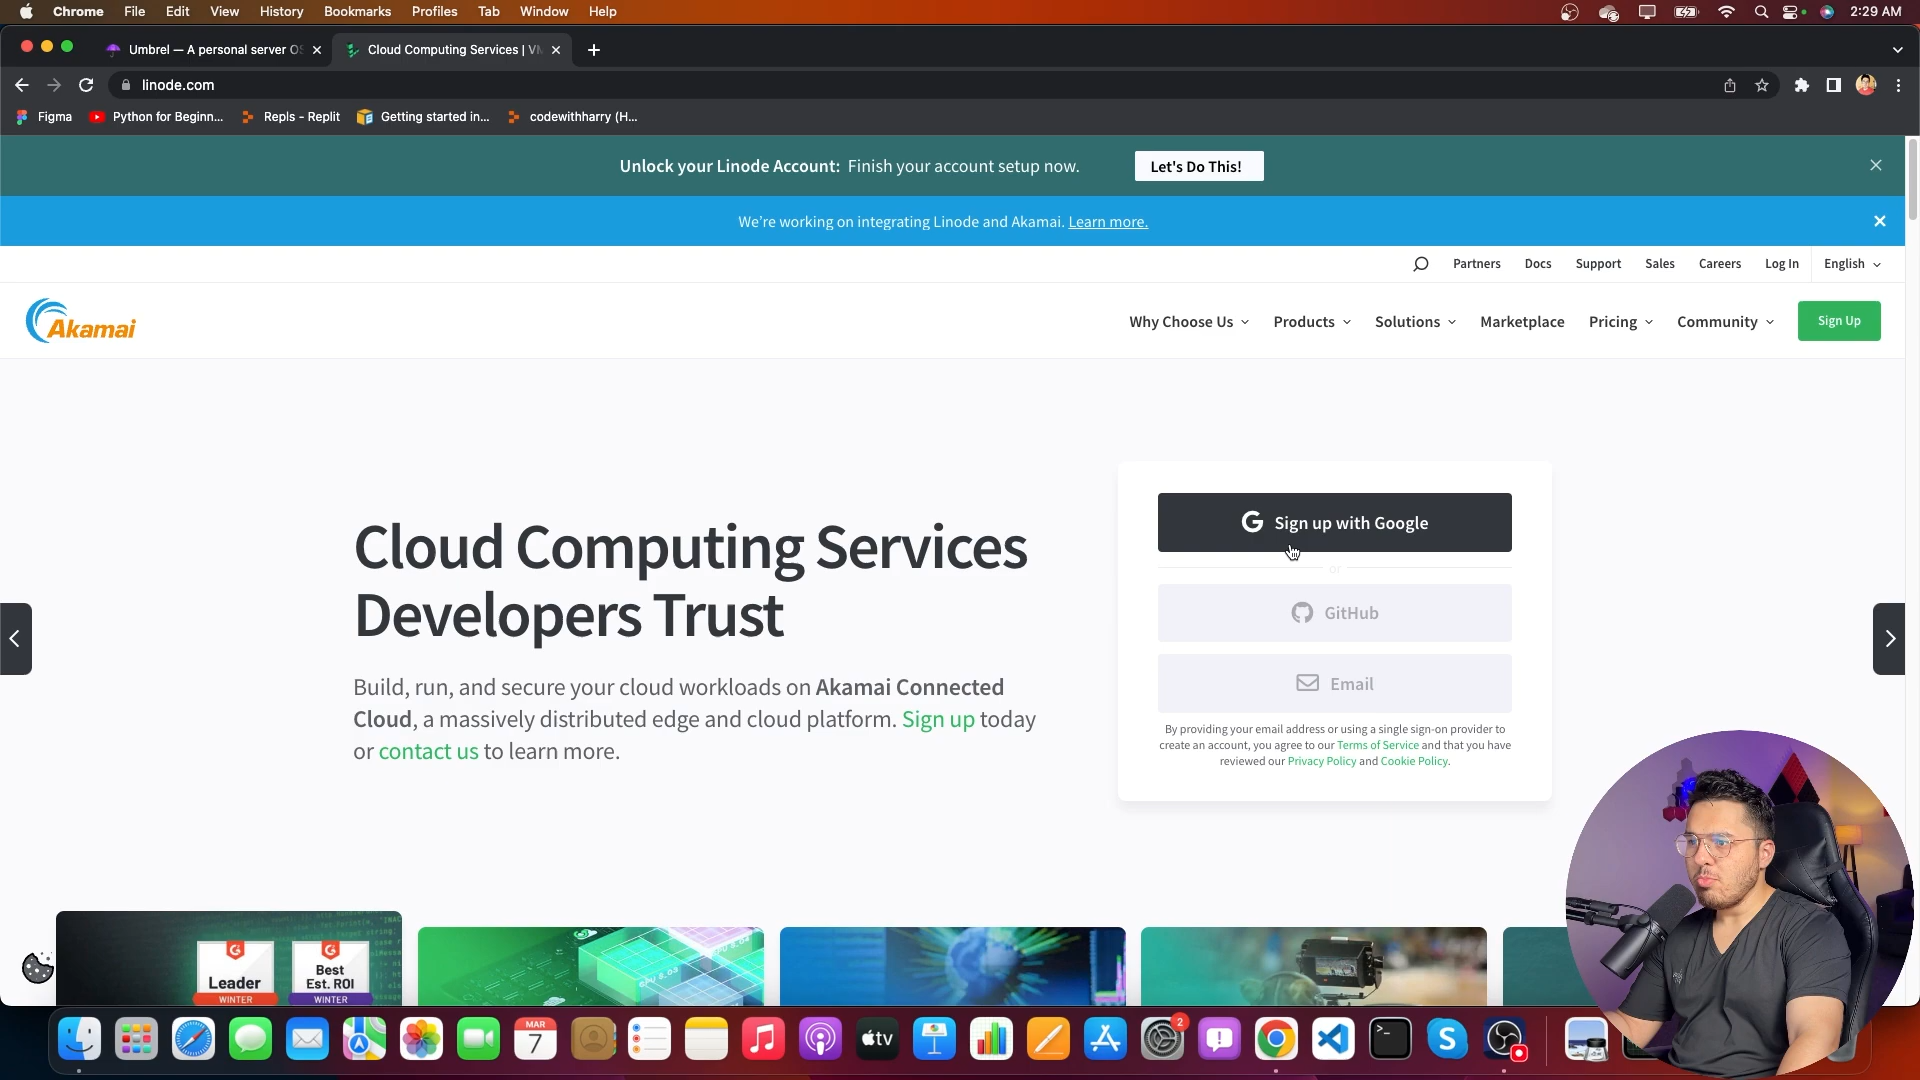 Chrome File Edit View History Bookmarks Profiles Tab Window Help 2:29 AM
Umbrel — A personal server OS Cloud Computing Services | VM
linode.com
Figma Python for Beginn... Repls - Replit Getting started in... codewithharry (H...
Unlock your Linode Account: Finish your account setup now. Let's Do This!
We're working on integrating Linode and Akamai. Learn more.
Partners Docs Support Sales Careers Log In English
Akamai Why Choose Us Products Solutions Marketplace Pricing Community Sign Up
Cloud Computing Services
Developers Trust
Build, run, and secure your cloud workloads on Akamai Connected
Cloud, a massively distributed edge and cloud platform. Sign up today
or contact us to learn more.
Sign up with Google
or
GitHub
Email
By providing your email address or using a single sign-on provider to
create an account, you agree to our Terms of Service and that you have
reviewed our Privacy Policy and Cookie Policy.
Leader
WINTER
Best
Est. ROI
WINTER
MAR
7
tv
2